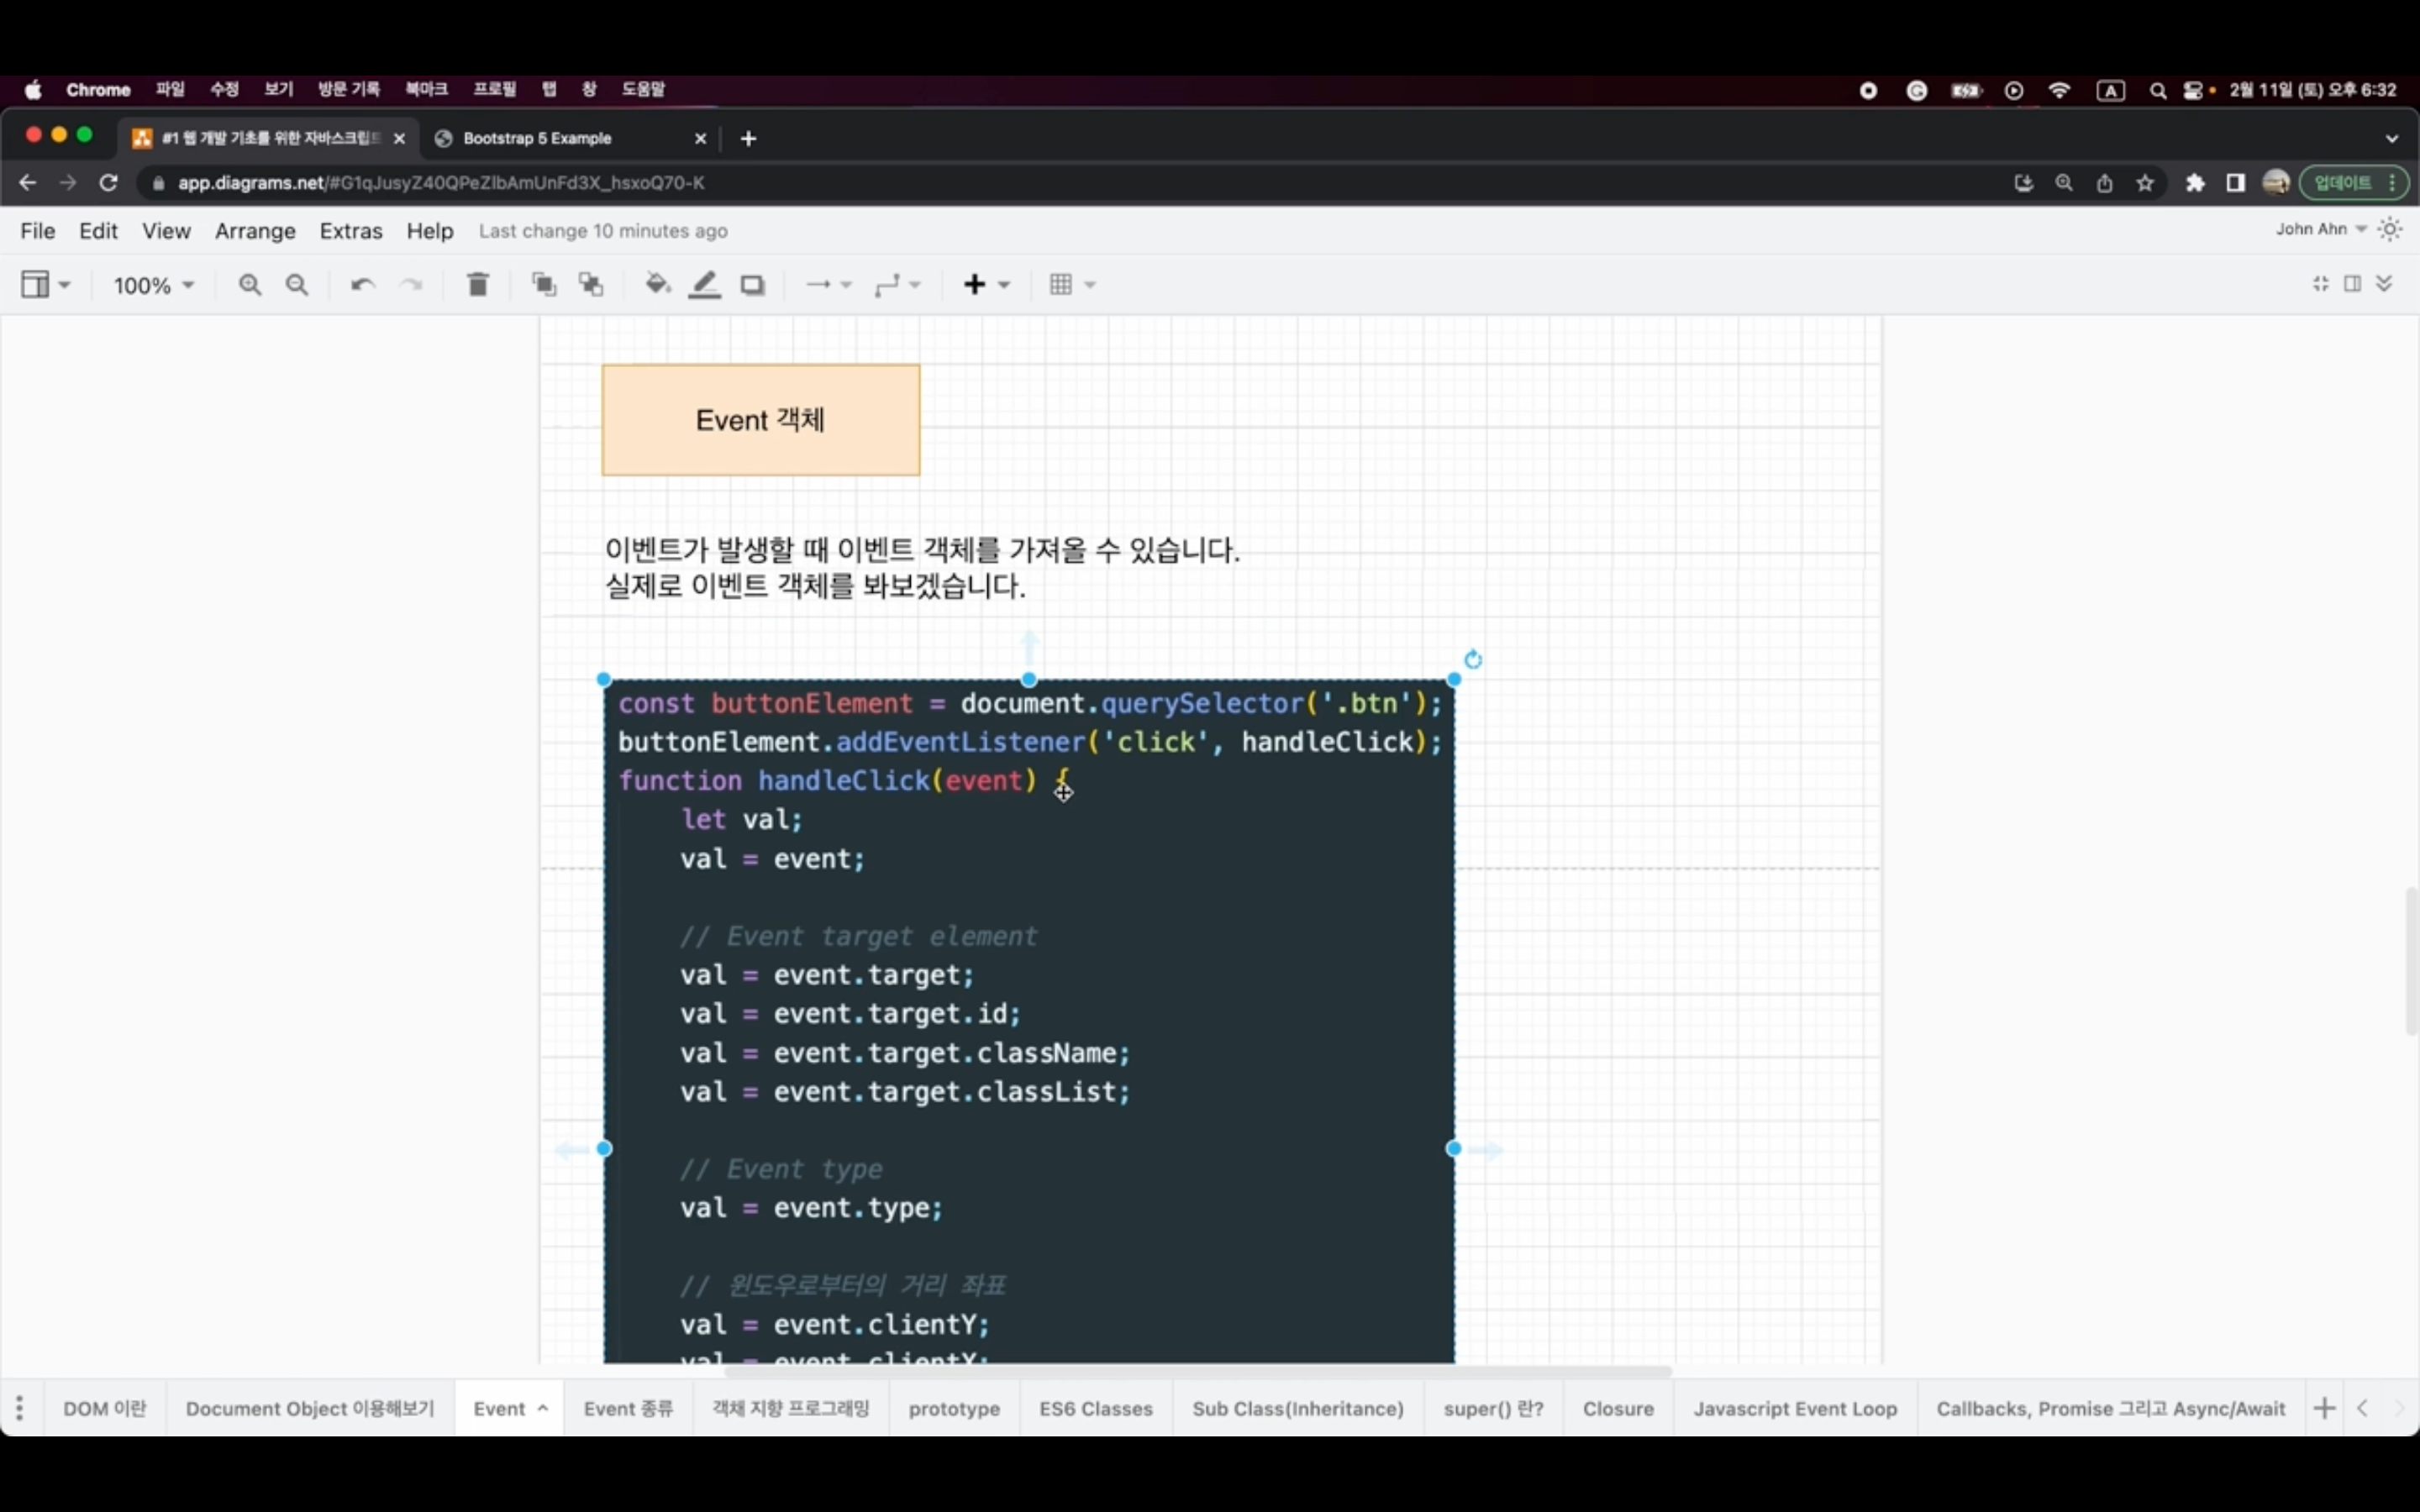 Chrome 파일 수정 보기 방문 기록 북마크 프로필 탭 창 도움말 A 2월 11일 (토) 오후 6:32
#1 웹 개발 기초를 위한 자바스크립트 Bootstrap 5 Example
app.diagrams.net/#G1qJusyZ40QPeZlbAmUnFd3X_hsxoQ70-K 업데이트
File Edit View Arrange Extras Help Last change 10 minutes ago John Ahn
100%
Event 객체
이벤트가 발생할 때 이벤트 객체를 가져올 수 있습니다.
실제로 이벤트 객체를 봐보겠습니다.
const buttonElement = document.querySelector('.btn');
buttonElement.addEventListener('click', handleClick);
function handleClick(event) {
let val;
val = event;
// Event target element
val = event.target;
val = event.target.id;
val = event.target.className;
val = event.target.classList;
// Event type
val = event.type;
// 윈도우로부터의 거리 좌표
val = event.clientY;
val = event.clientX;
DOM 이란 Document Object 이용해보기 Event Event 종류 객체 지향 프로그래밍 prototype ES6 Classes Sub Class(Inheritance) super() 란? Closure Javascript Event Loop Callbacks, Promise 그리고 Async/Await